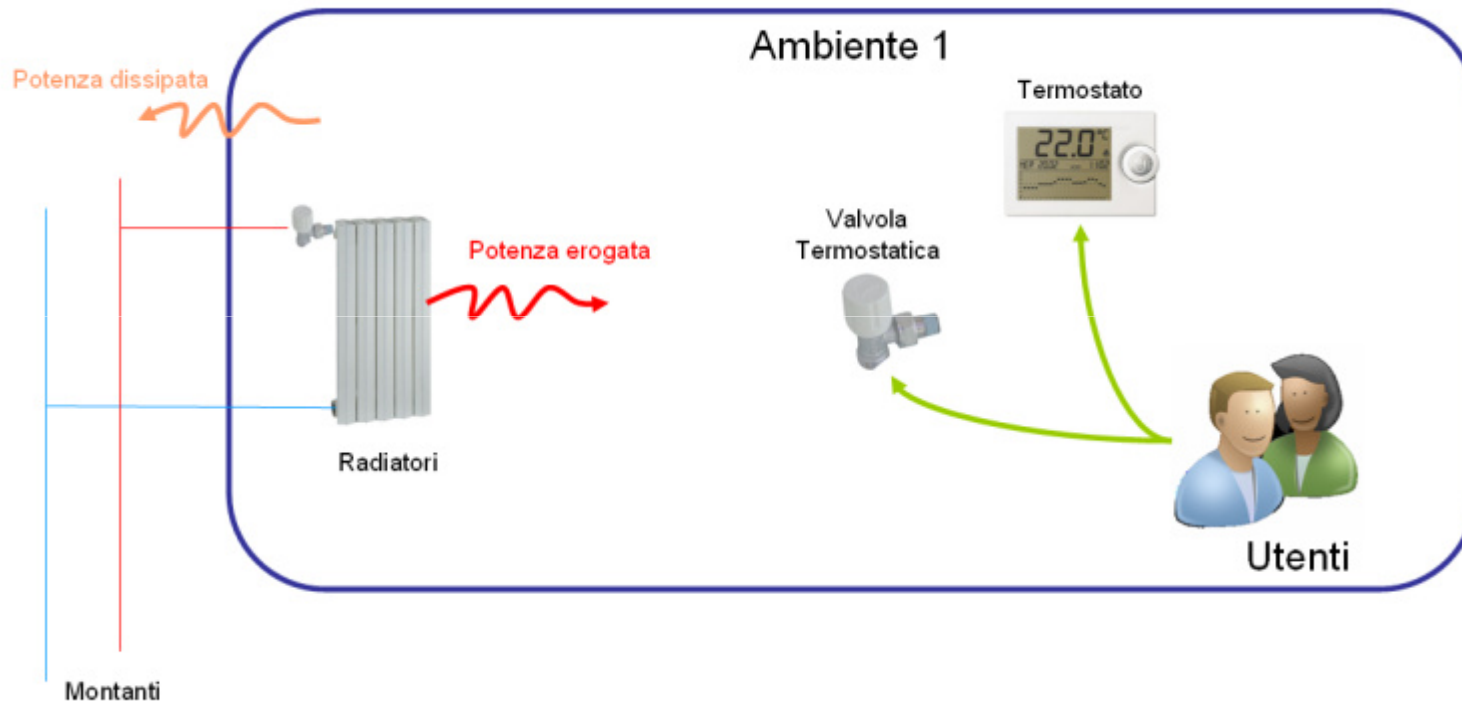 Ambiente 1
Potenza dissipata
Termostato
22.0 °C
Valvola
Termostatica
Potenza erogata
Radiatori
Utenti
Montanti